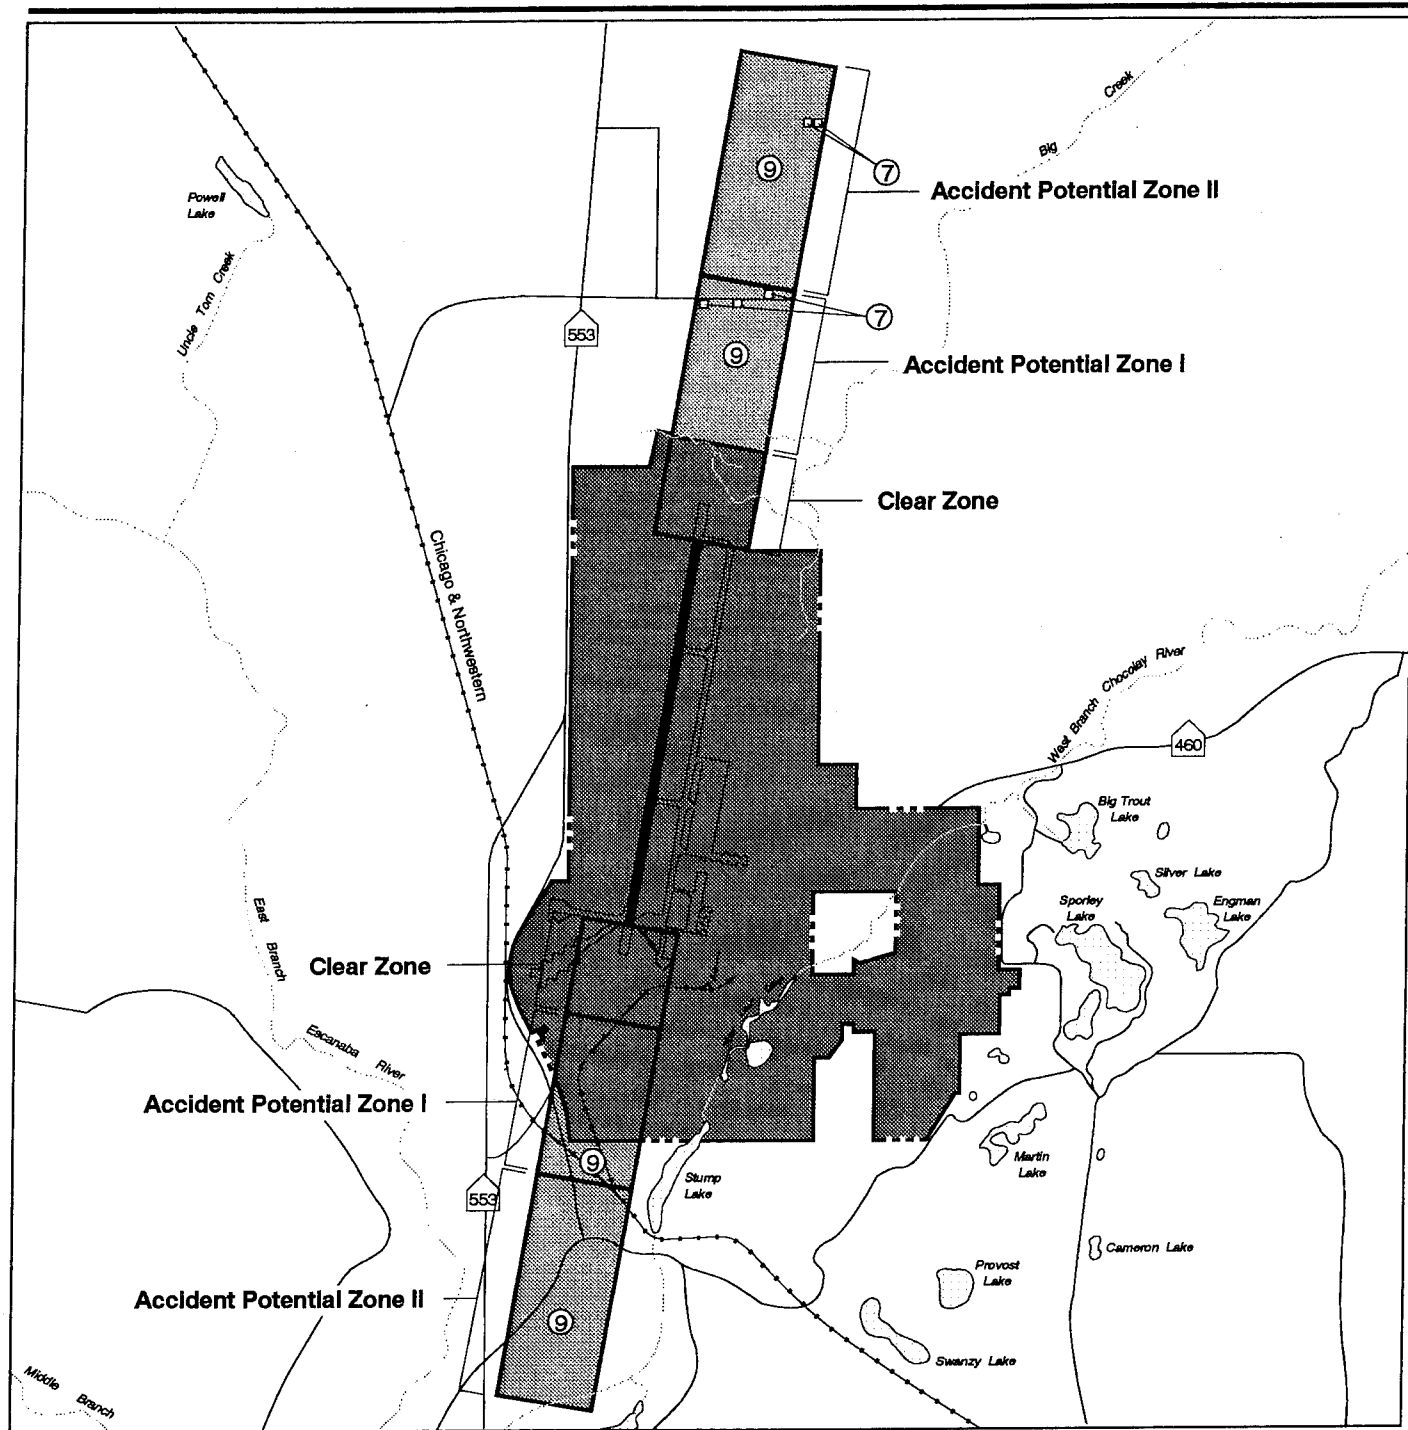 Big
Creek
Powell
Lake
⑨
⑦
Accident Potential Zone II
Uncle Tom Creek
553
⑦
⑨
Accident Potential Zone I
Clear Zone
Chicago & Northwestern
West Branch Chocolay River
460
Big Trout
Lake
Silver Lake
Sporley
Lake
Engman
Lake
East Branch
Clear Zone
Escanaba River
Accident Potential Zone I
⑨
Martin
Lake
Stump
Lake
553
Cameron Lake
Provost
Lake
Accident Potential Zone II
⑨
Swanzy Lake
Middle Branch